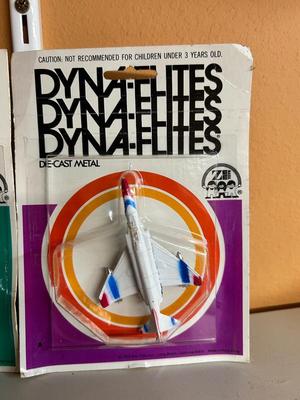 CAUTION: NOT RECOMMENDED FOR CHILDREN UNDER 3 YEARS OLD.
DYNA-FLITES
DYNA-FLITES
DYNA-FLITES
DIE-CAST METAL
ZEE